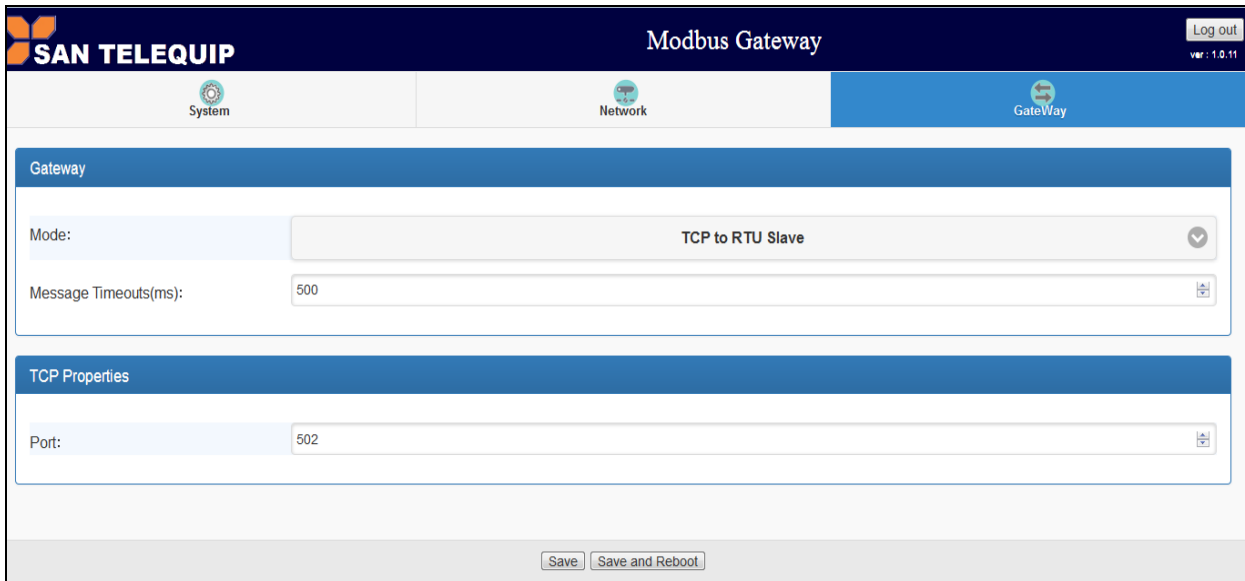 SAN TELEQUIP
Modbus Gateway
Log out
ver : 1.0.11
System
Network
GateWay
Gateway
Mode:
TCP to RTU Slave
Message Timeouts(ms):
500
TCP Properties
Port:
502
Save
Save and Reboot